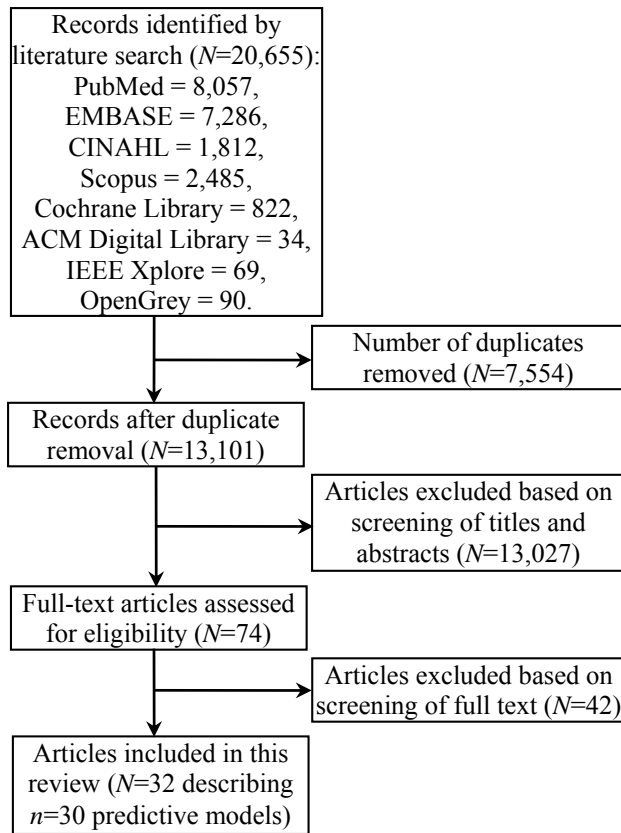 Records identified by
literature search (N=20,655):
PubMed = 8,057,
EMBASE = 7,286,
CINAHL = 1,812,
Scopus = 2,485,
Cochrane Library = 822,
ACM Digital Library = 34,
IEEE Xplore = 69,
OpenGrey = 90.
Number of duplicates
removed (N=7,554)
Records after duplicate
removal (N=13,101)
Articles excluded based on
screening of titles and
abstracts (N=13,027)
Full-text articles assessed
for eligibility (N=74)
Articles excluded based on
screening of full text (N=42)
Articles included in this
review (N=32 describing
n=30 predictive models)